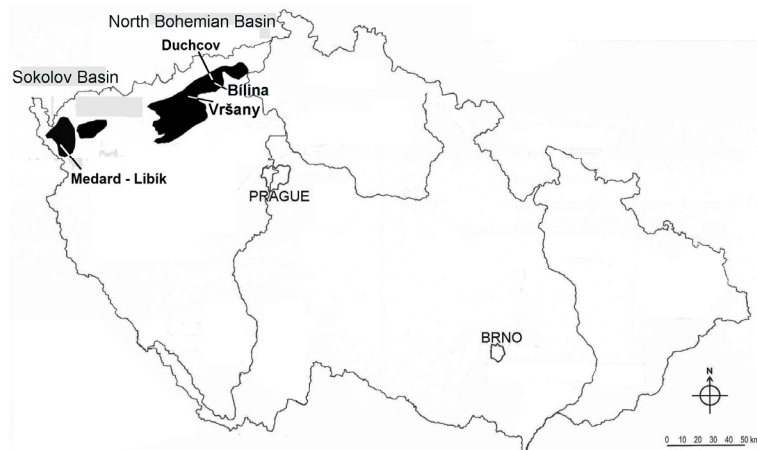 North Bohemian Basin
Duchcov
Sokolov Basin
Bílina
Vršany
Medard - Libík
PRAGUE
BRNO
N
0 10 20 30 40 50 km